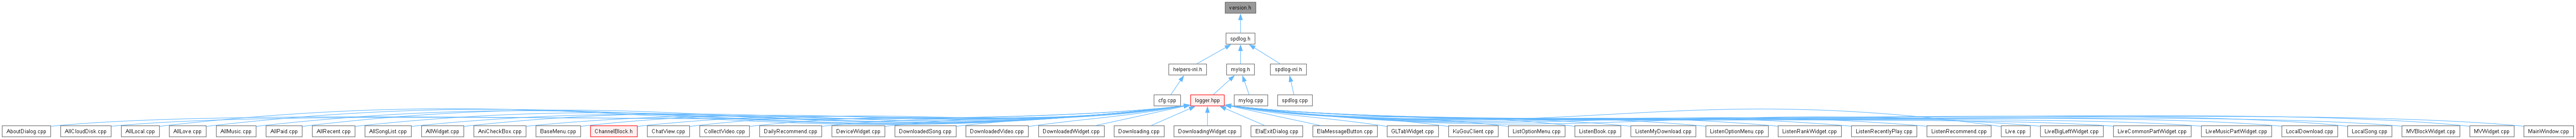 version.h
spdlog.h
helpers-inl.h
mylog.h
spdlog-inl.h
cfg.cpp
logger.hpp
mylog.cpp
spdlog.cpp
AboutDialog.cpp
AllCloudDisk.cpp
AllLocal.cpp
AllLove.cpp
AllMusic.cpp
AllPaid.cpp
AllRecent.cpp
AllSongList.cpp
AllWidget.cpp
AniCheckBox.cpp
BaseMenu.cpp
ChannelBlock.h
ChatView.cpp
CollectVideo.cpp
DailyRecommend.cpp
DeviceWidget.cpp
DownloadedSong.cpp
DownloadedVideo.cpp
DownloadedWidget.cpp
Downloading.cpp
DownloadingWidget.cpp
ElaExitDialog.cpp
ElaMessageButton.cpp
GLTabWidget.cpp
KuGouClient.cpp
ListOptionMenu.cpp
ListenBook.cpp
ListenMyDownload.cpp
ListenOptionMenu.cpp
ListenRankWidget.cpp
ListenRecentlyPlay.cpp
ListenRecommend.cpp
Live.cpp
LiveBigLeftWidget.cpp
LiveCommonPartWidget.cpp
LiveMusicPartWidget.cpp
LocalDownload.cpp
LocalSong.cpp
MVBlockWidget.cpp
MVWidget.cpp
MainWindow.cpp